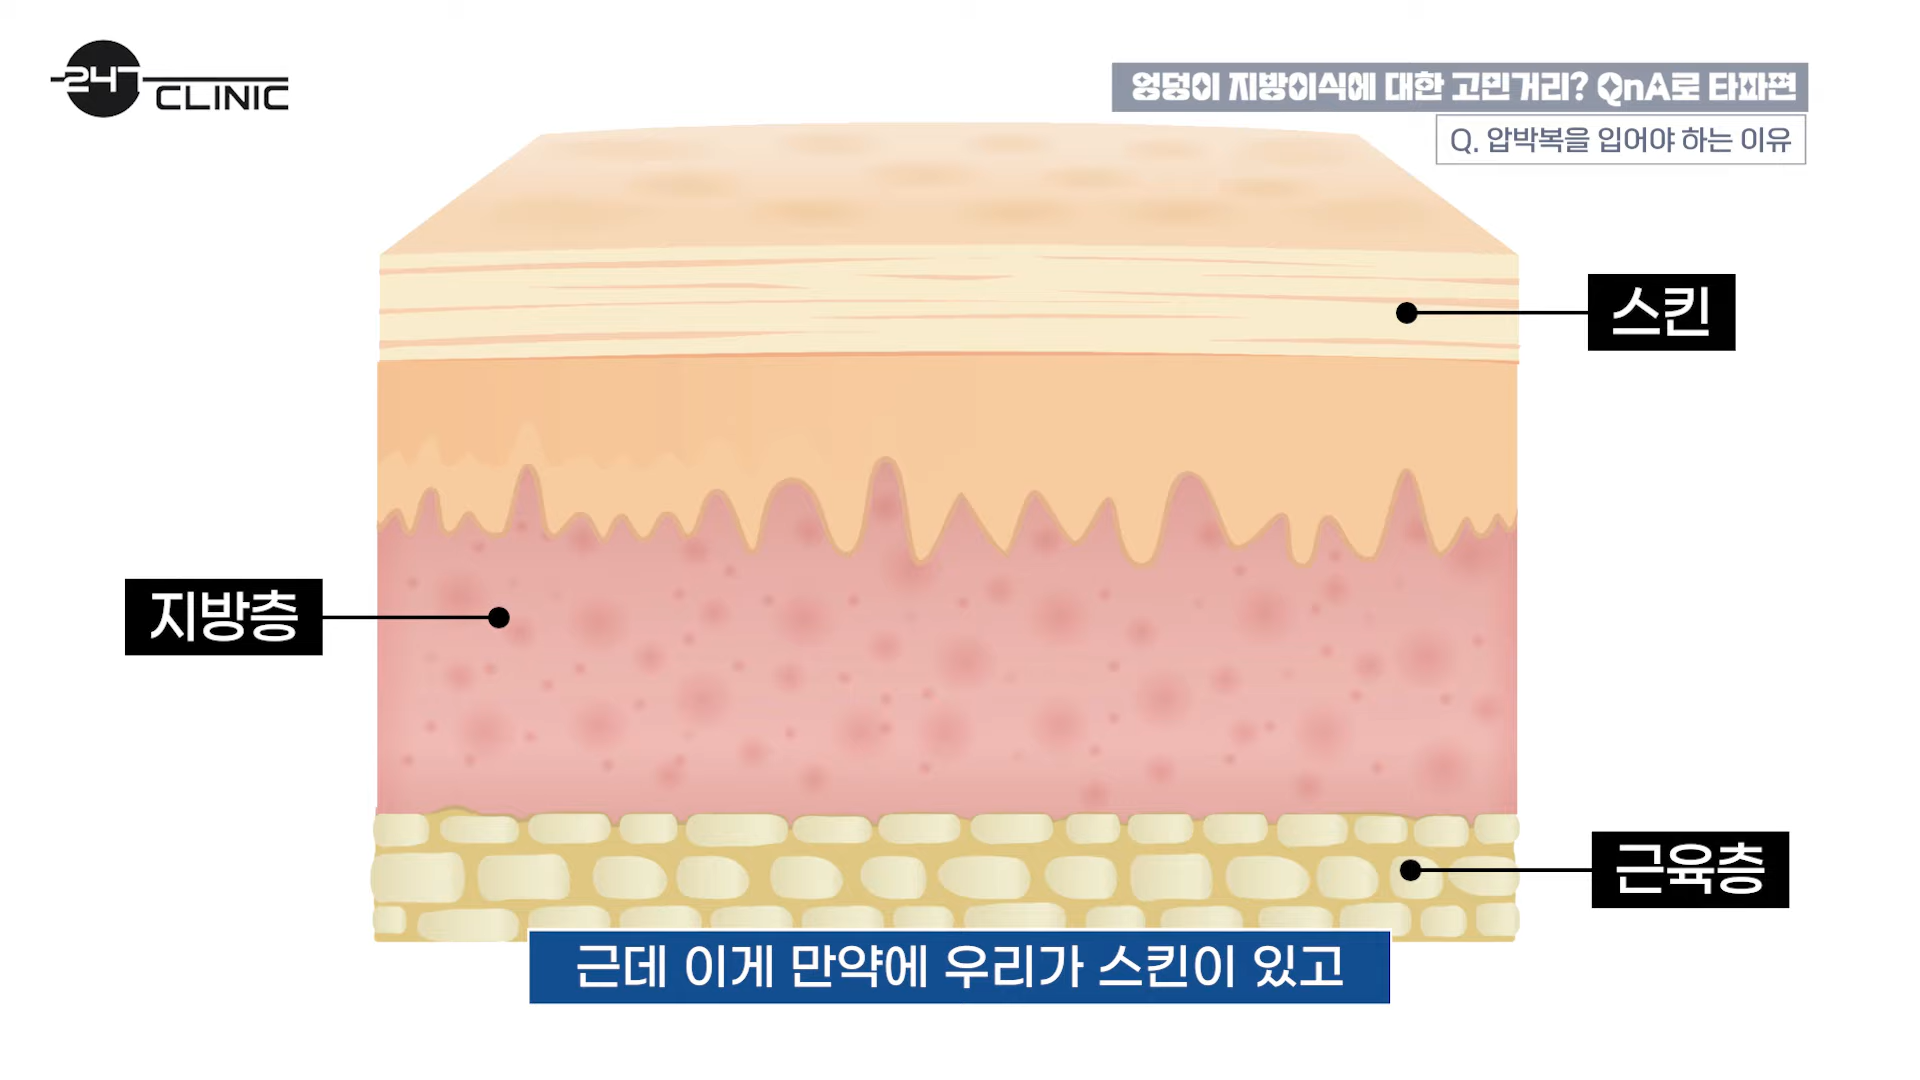 247 CLINIC
엉덩이 지방이식에 대한 고민거리? QnA로 타파편
Q. 압박복을 입어야 하는 이유
스킨
지방층
근육층
근데 이게 만약에 우리가 스킨이 있고